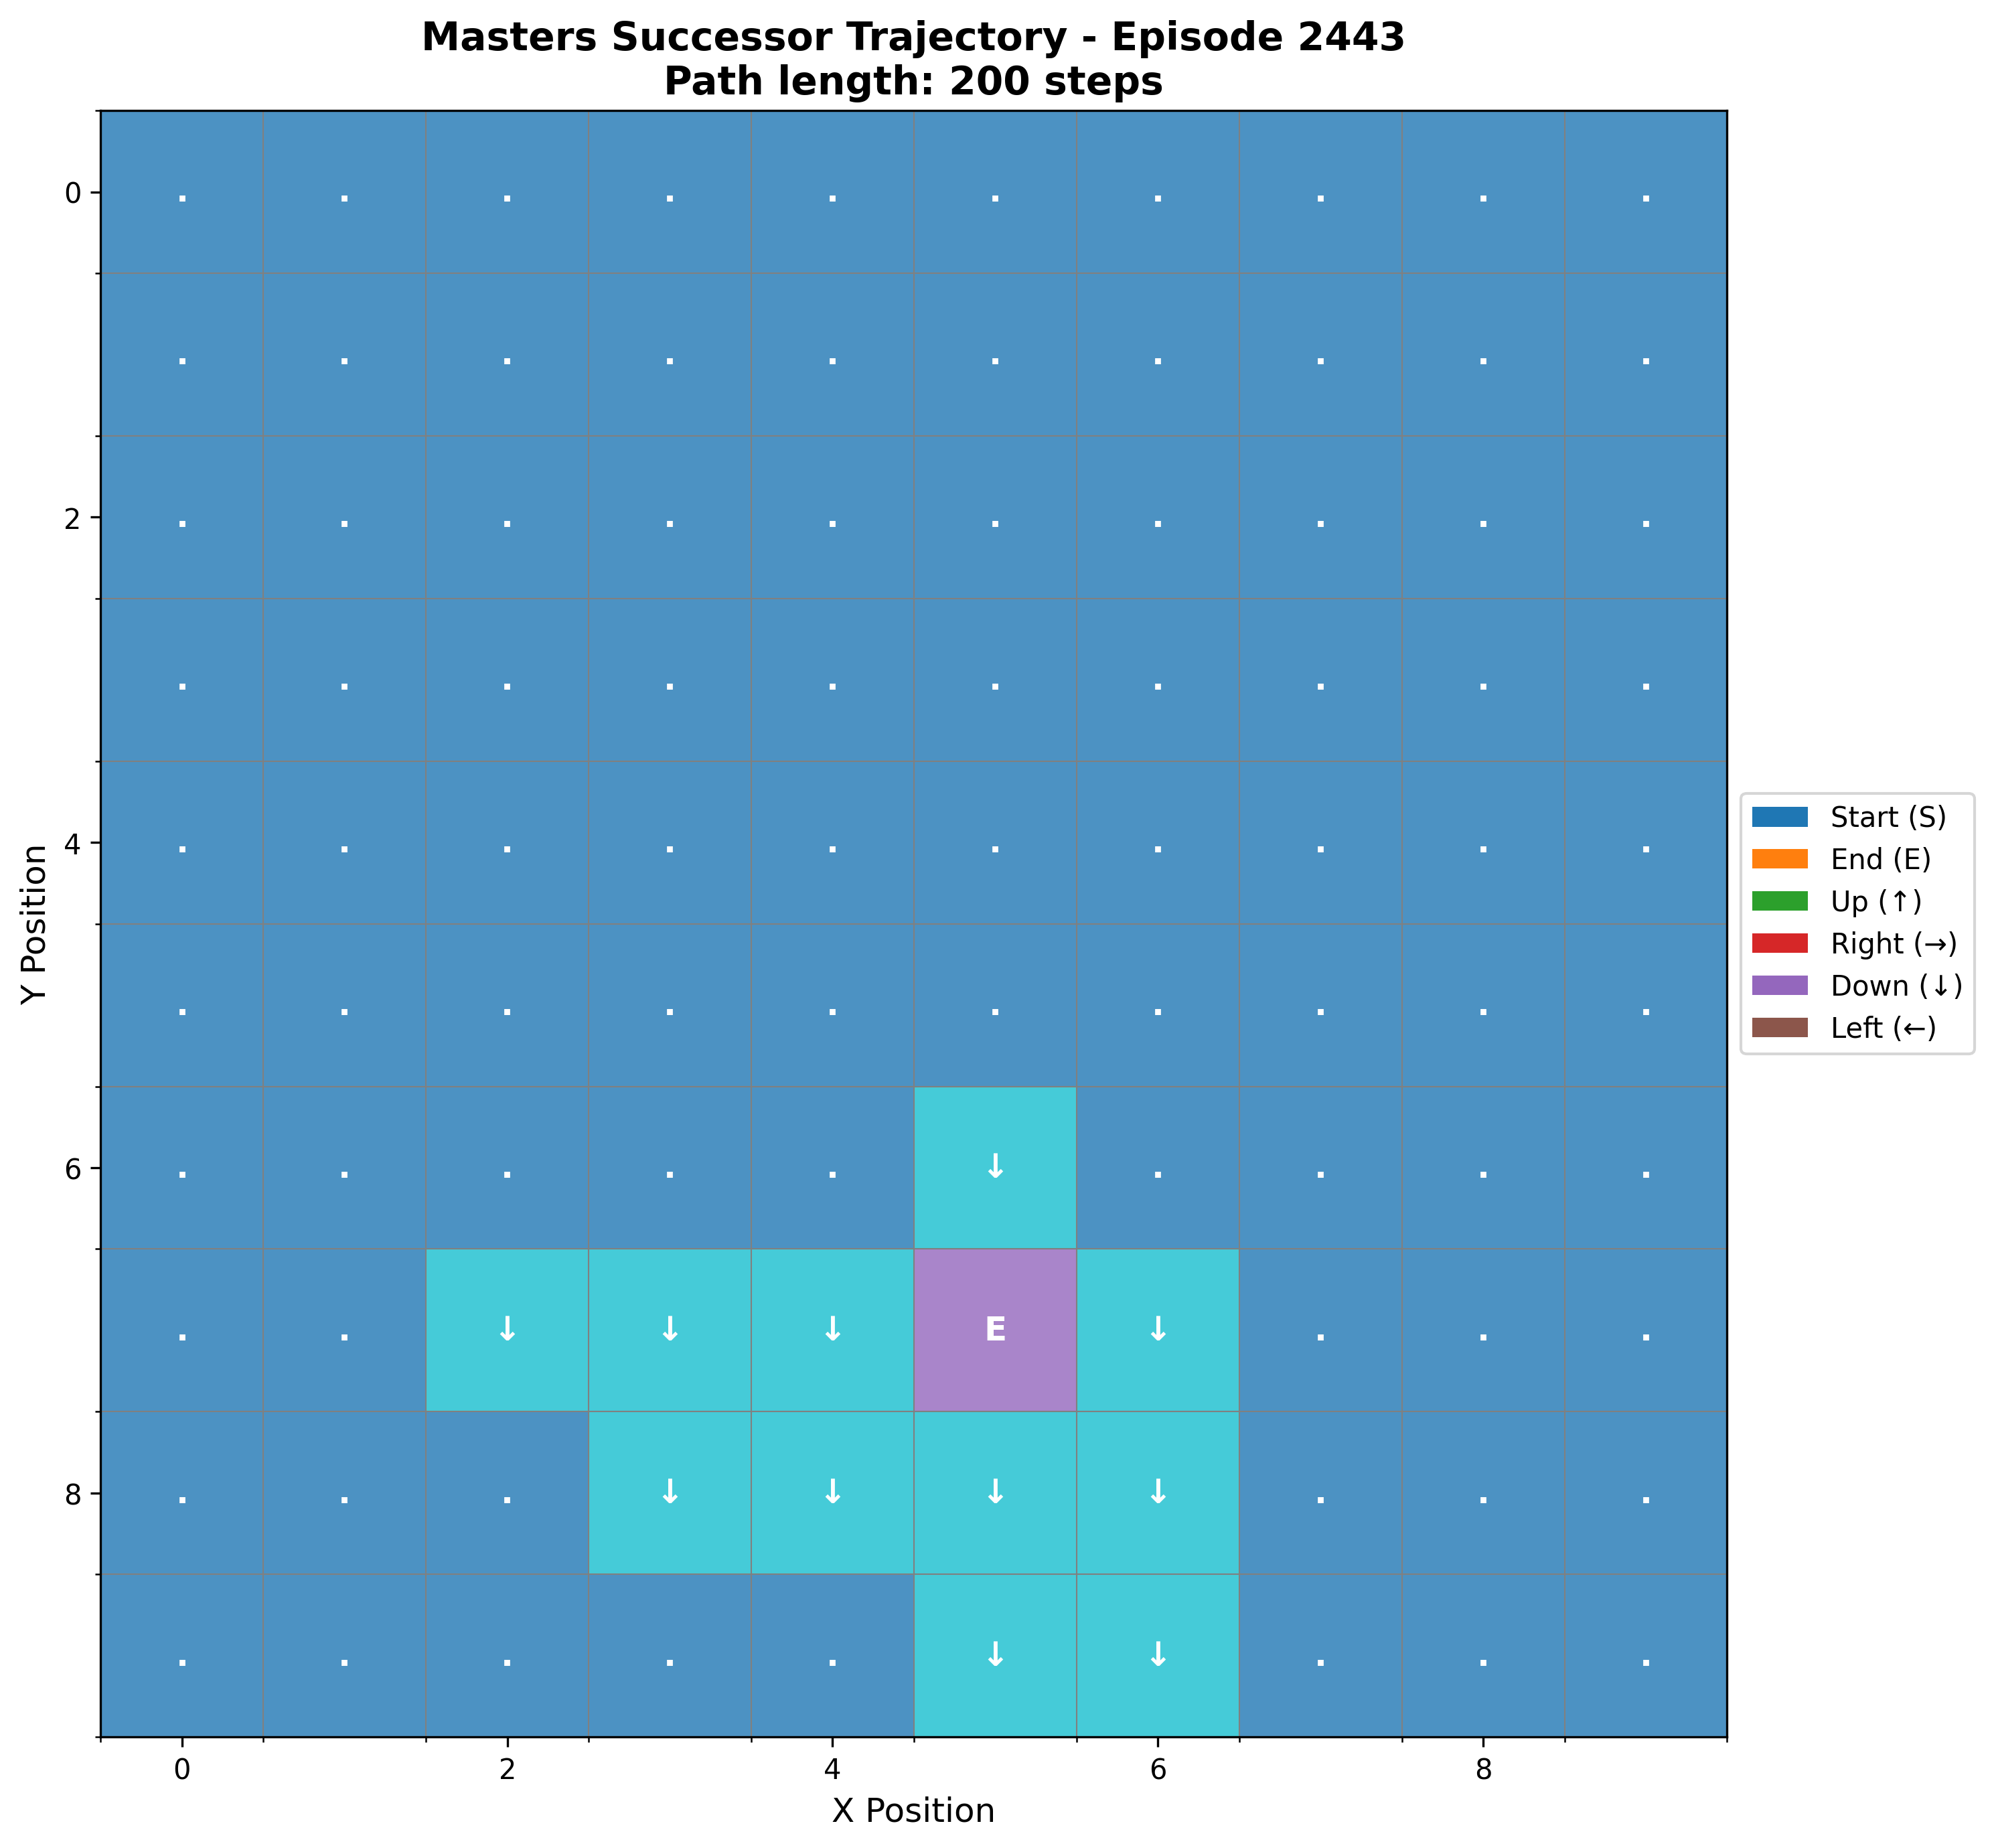 Masters Successor Trajectory - Episode 2443
Path length: 200 steps
Y Position
0
. . . . . . . . . .
. . . . . . . . . .
2
. . . . . . . . . .
. . . . . . . . . .
4
. . . . . . . . . .
. . . . . . . . . .
6
. . . . . ↓ . . . .
. . ↓ ↓ ↓ E ↓ . . .
8
. . . ↓ ↓ ↓ ↓ . . .
. . . . . ↓ ↓ . . .
0 2 4 6 8
X Position
Start (S)
End (E)
Up (↑)
Right (→)
Down (↓)
Left (←)